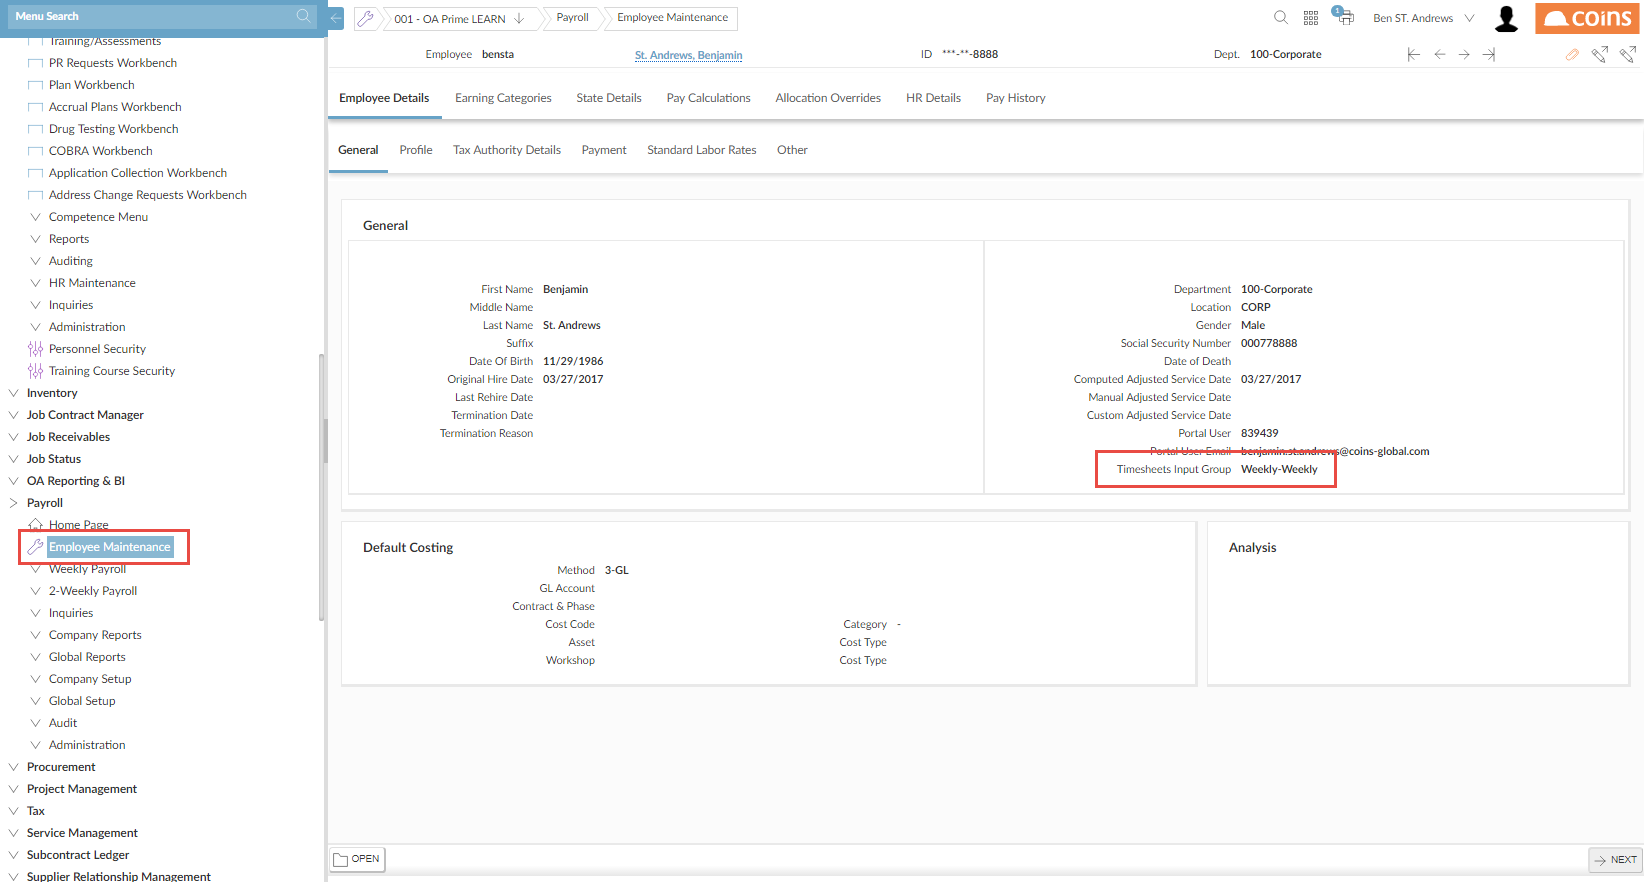 Menu Search
Training/Assessments
PR Requests Workbench
Plan Workbench
Accrual Plans Workbench
Drug Testing Workbench
COBRA Workbench
Application Collection Workbench
Address Change Requests Workbench
Competence Menu
Reports
Auditing
HR Maintenance
Inquiries
Administration
Personnel Security
Training Course Security
Inventory
Job Contract Manager
Job Receivables
Job Status
OA Reporting & BI
Payroll
Home Page
Employee Maintenance
Weekly Payroll
2-Weekly Payroll
Inquiries
Company Reports
Global Reports
Company Setup
Global Setup
Audit
Administration
Procurement
Project Management
Tax
Service Management
Subcontract Ledger
Supplier Relationship Management
001 - OA Prime LEARN Payroll Employee Maintenance
1 Ben ST. Andrews coins
Employee bensta St. Andrews, Benjamin ID ***-**-8888 Dept. 100-Corporate
Employee Details Earning Categories State Details Pay Calculations Allocation Overrides HR Details Pay History
General Profile Tax Authority Details Payment Standard Labor Rates Other
General
First Name Benjamin
Middle Name
Last Name St. Andrews
Suffix
Date Of Birth 11/29/1986
Original Hire Date 03/27/2017
Last Rehire Date
Termination Date
Termination Reason
Department 100-Corporate
Location CORP
Gender Male
Social Security Number 000778888
Date of Death
Computed Adjusted Service Date 03/27/2017
Manual Adjusted Service Date
Custom Adjusted Service Date
Portal User 839439
Portal User Email benjamin.st.andrews@coins-global.com
Timesheets Input Group Weekly-Weekly
Default Costing
Method 3-GL
GL Account
Contract & Phase
Cost Code Category -
Asset Cost Type
Workshop Cost Type
Analysis
OPEN NEXT